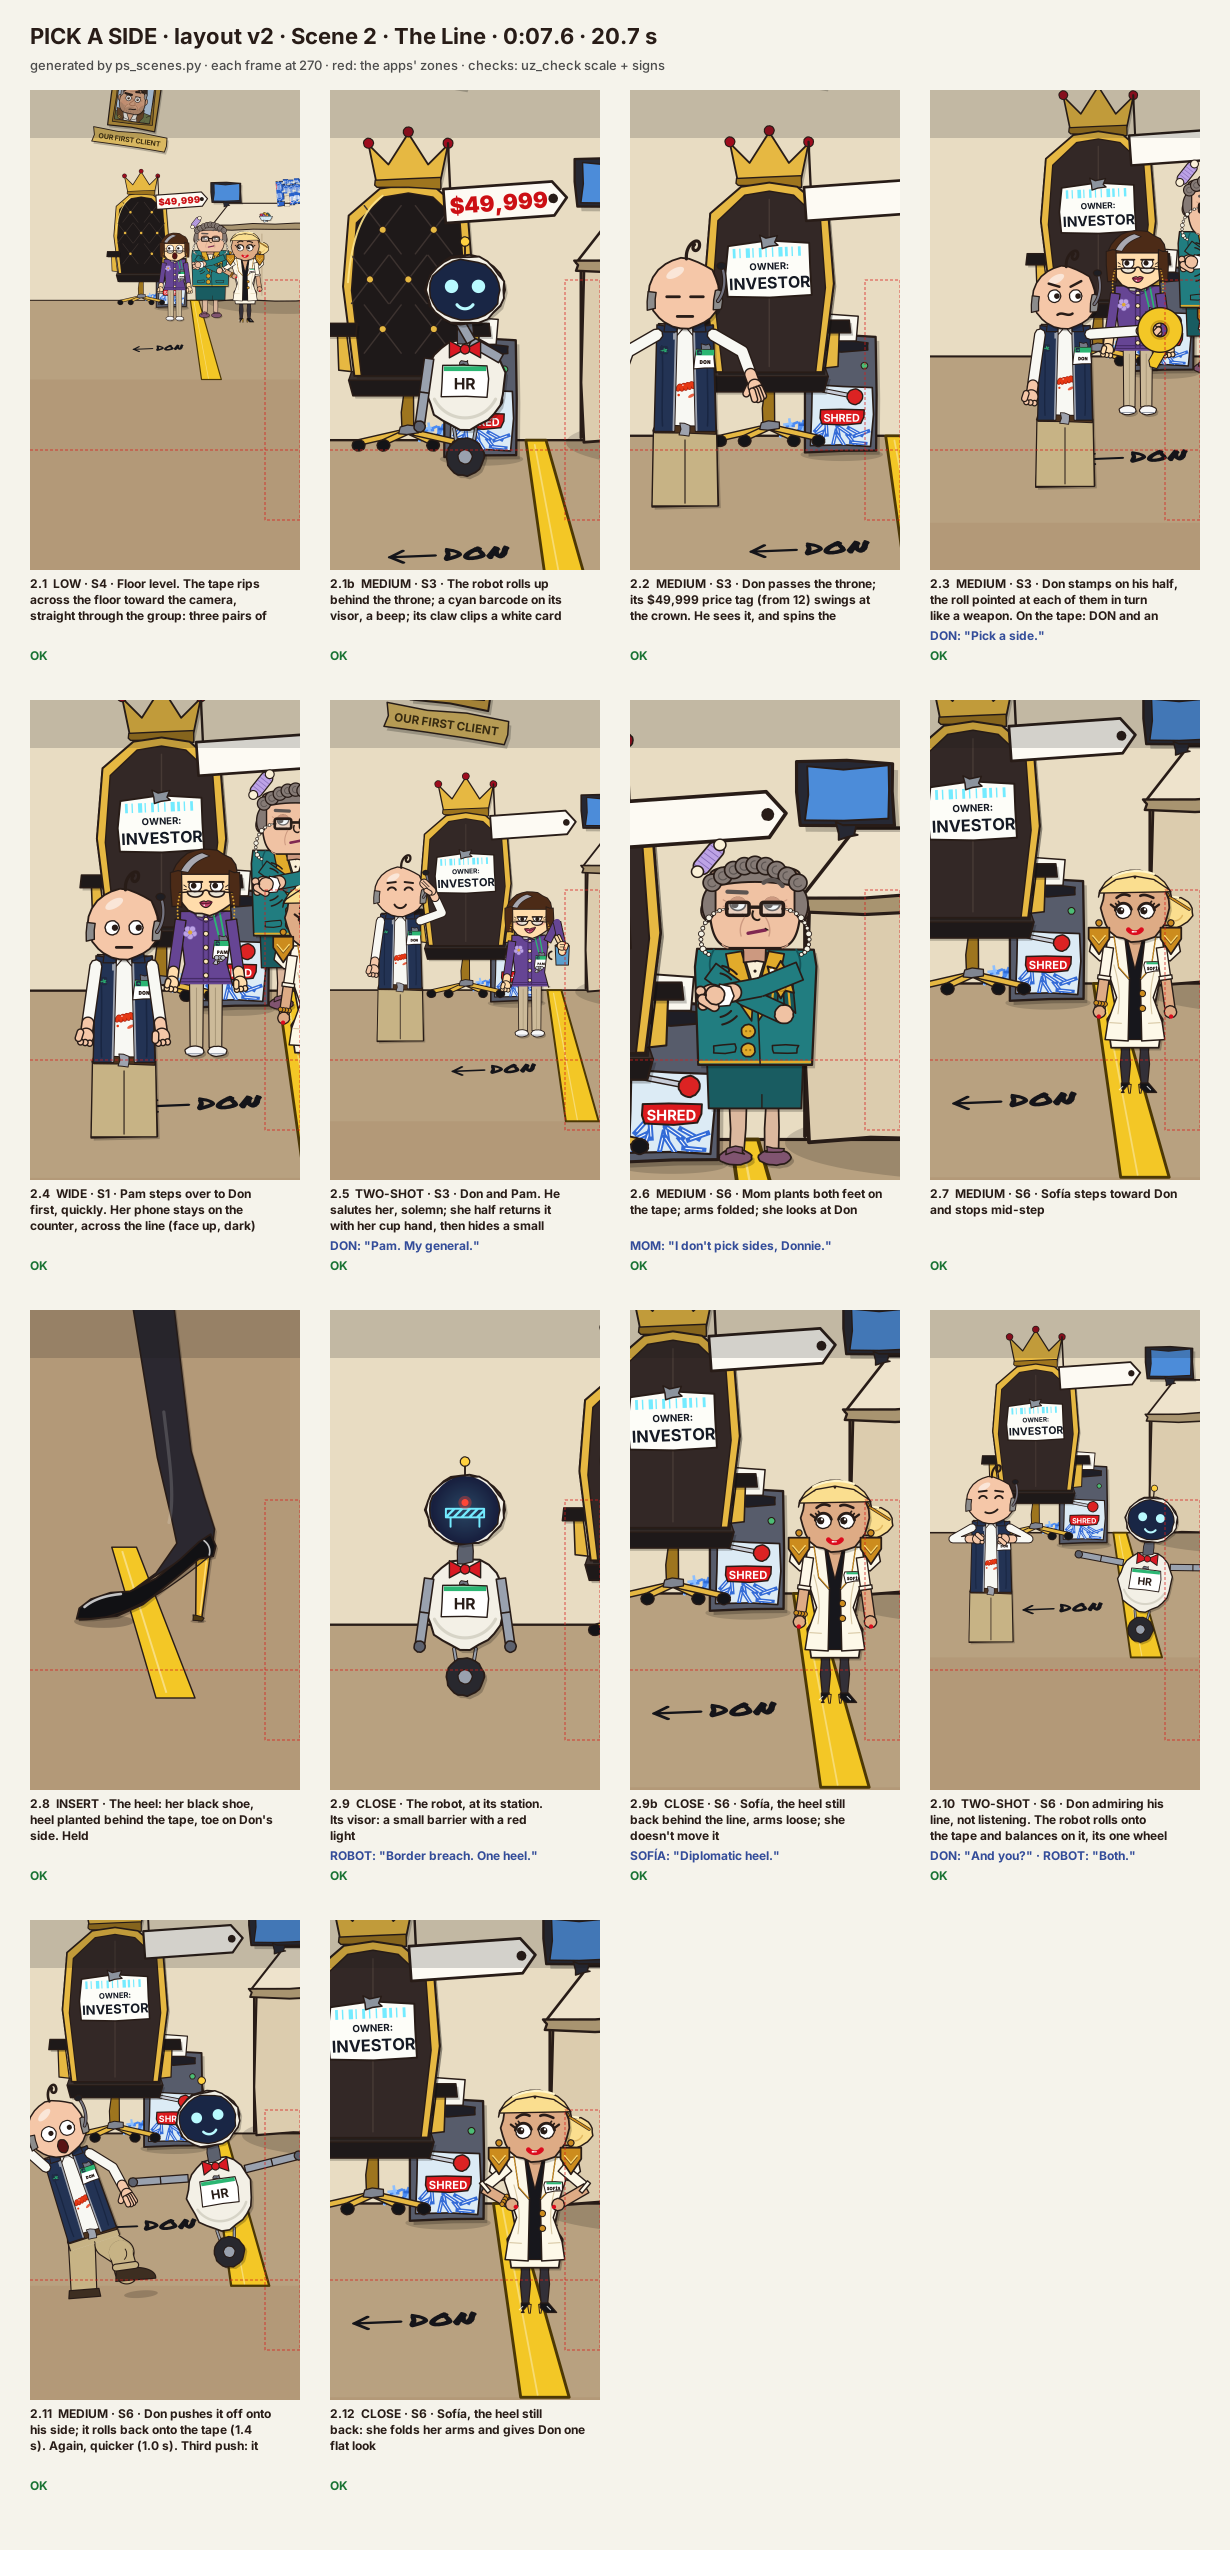 PICK A SIDE · layout v2 · Scene 2 · The Line · 0:07.6 · 20.7 s
generated by ps_scenes.py · each frame at 270 · red: the apps' zones · checks: uz_check scale + signs
OUR FIRST CLIENT
$49,999
← DON
2.1 LOW · S4 · Floor level. The tape rips
across the floor toward the camera,
straight through the group: three pairs of
OK
$49,999
HR
SHRED
← DON
2.1b MEDIUM · S3 · The robot rolls up
behind the throne; a cyan barcode on its
visor, a beep; its claw clips a white card
OK
OWNER:
INVESTOR
DON
SHRED
← DON
2.2 MEDIUM · S3 · Don passes the throne;
its $49,999 price tag (from 12) swings at
the crown. He sees it, and spins the
OK
OWNER:
INVESTOR
DON
DON
2.3 MEDIUM · S3 · Don stamps on his half,
the roll pointed at each of them in turn
like a weapon. On the tape: DON and an
DON: "Pick a side."
OK
OWNER:
INVESTOR
PAM
DON
DON
2.4 WIDE · S1 · Pam steps over to Don
first, quickly. Her phone stays on the
counter, across the line (face up, dark)
OK
OUR FIRST CLIENT
OWNER:
INVESTOR
DON
PAM
← DON
2.5 TWO-SHOT · S3 · Don and Pam. He
salutes her, solemn; she half returns it
with her cup hand, then hides a small
DON: "Pam. My general."
OK
SHRED
2.6 MEDIUM · S6 · Mom plants both feet on
the tape; arms folded; she looks at Don
MOM: "I don't pick sides, Donnie."
OK
OWNER:
INVESTOR
SHRED
SOFÍA
← DON
2.7 MEDIUM · S6 · Sofía steps toward Don
and stops mid-step
OK
2.8 INSERT · The heel: her black shoe,
heel planted behind the tape, toe on Don's
side. Held
OK
HR
2.9 CLOSE · The robot, at its station.
Its visor: a small barrier with a red
light
ROBOT: "Border breach. One heel."
OK
OWNER:
INVESTOR
SHRED
SOFÍA
← DON
2.9b CLOSE · S6 · Sofía, the heel still
back behind the line, arms loose; she
doesn't move it
SOFÍA: "Diplomatic heel."
OK
OWNER:
INVESTOR
SHRED
HR
← DON
2.10 TWO-SHOT · S6 · Don admiring his
line, not listening. The robot rolls onto
the tape and balances on it, its one wheel
DON: "And you?" · ROBOT: "Both."
OK
OWNER:
INVESTOR
SHR
DON
HR
DON
2.11 MEDIUM · S6 · Don pushes it off onto
his side; it rolls back onto the tape (1.4
s). Again, quicker (1.0 s). Third push: it
OK
OWNER:
INVESTOR
SHRED
SOFÍA
← DON
2.12 CLOSE · S6 · Sofía, the heel still
back: she folds her arms and gives Don one
flat look
OK